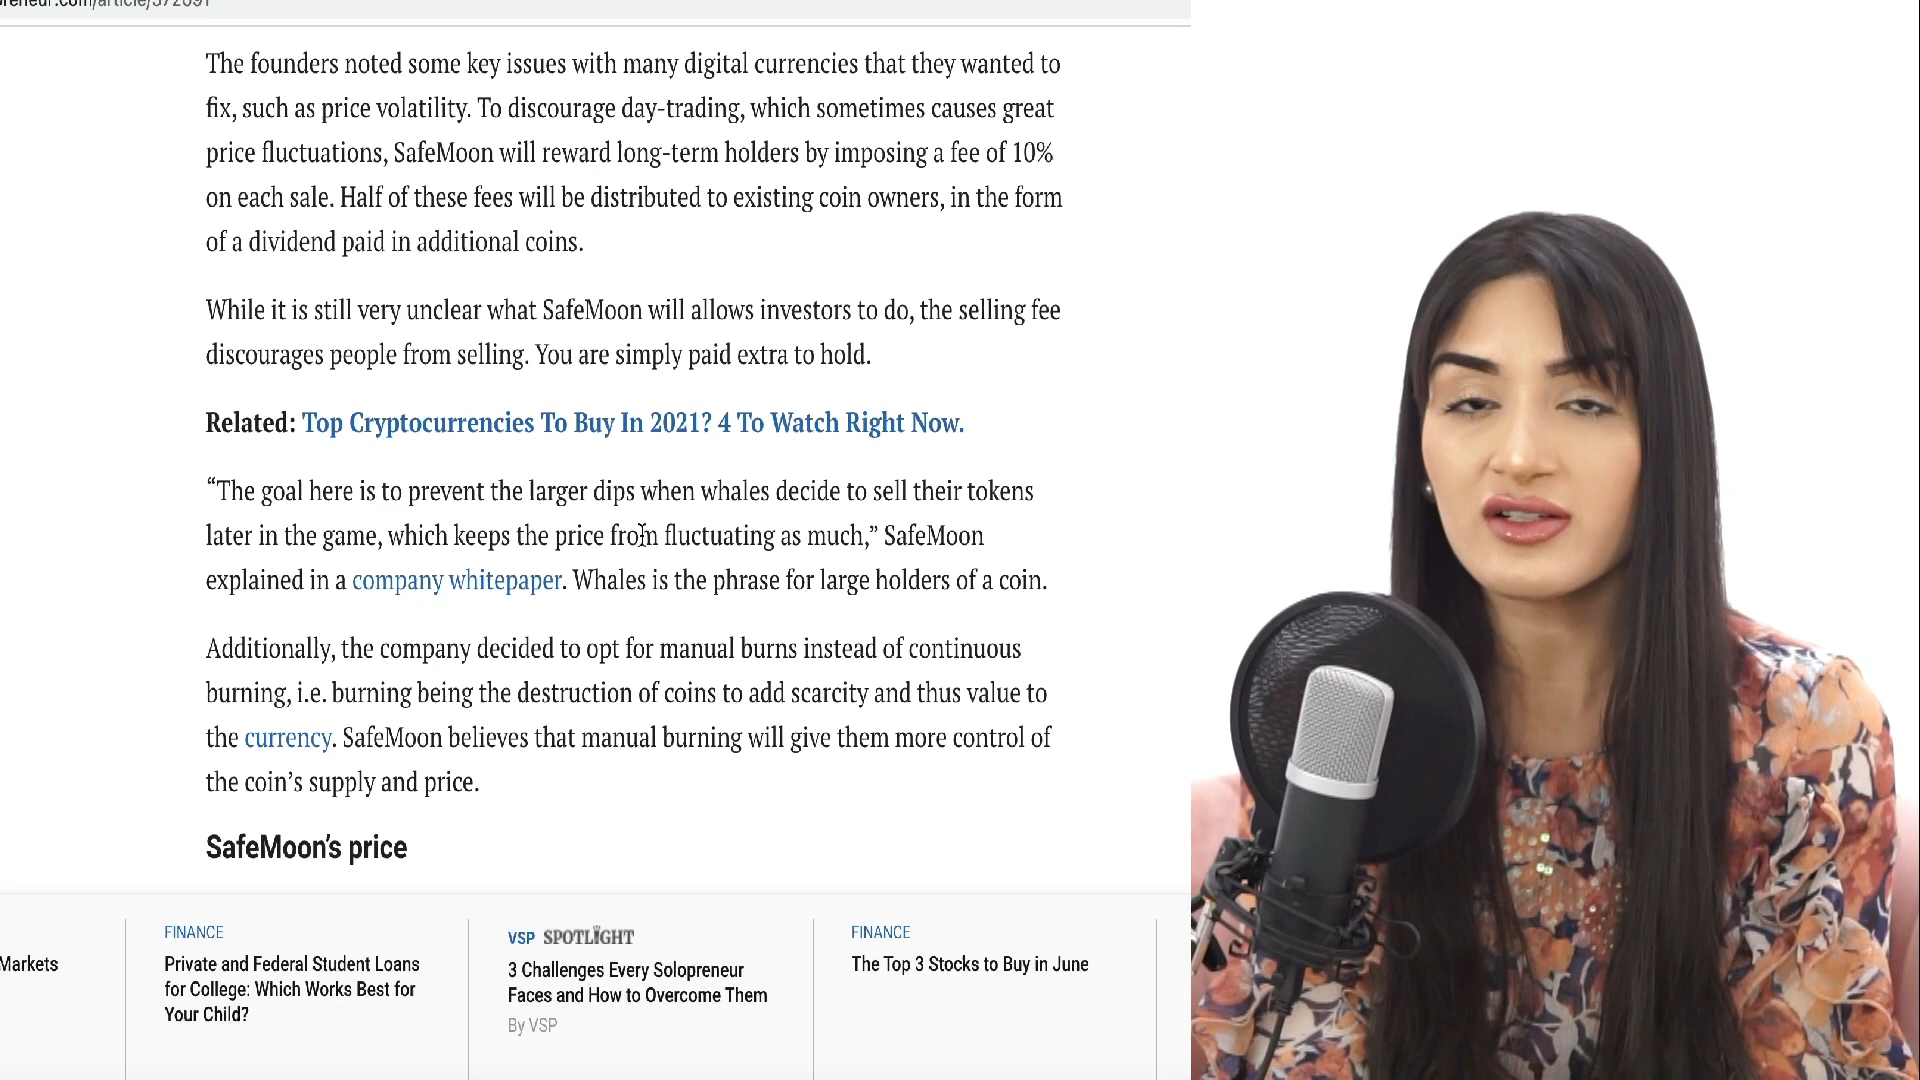 The founders noted some key issues with many digital currencies that they wanted to
fix, such as price volatility. To discourage day-trading, which sometimes causes great
price fluctuations, SafeMoon will reward long-term holders by imposing a fee of 10%
on each sale. Half of these fees will be distributed to existing coin owners, in the form
of a dividend paid in additional coins.
While it is still very unclear what SafeMoon will allows investors to do, the selling fee
discourages people from selling. You are simply paid extra to hold.
Related: Top Cryptocurrencies To Buy In 2021? 4 To Watch Right Now.
“The goal here is to prevent the larger dips when whales decide to sell their tokens
later in the game, which keeps the price from fluctuating as much,” SafeMoon
explained in a company whitepaper. Whales is the phrase for large holders of a coin.
Additionally, the company decided to opt for manual burns instead of continuous
burning, i.e. burning being the destruction of coins to add scarcity and thus value to
the currency. SafeMoon believes that manual burning will give them more control of
the coin’s supply and price.
SafeMoon’s price
Markets
FINANCE
Private and Federal Student Loans
for College: Which Works Best for
Your Child?
VSP SPOTLIGHT
3 Challenges Every Solopreneur
Faces and How to Overcome Them
By VSP
FINANCE
The Top 3 Stocks to Buy in June